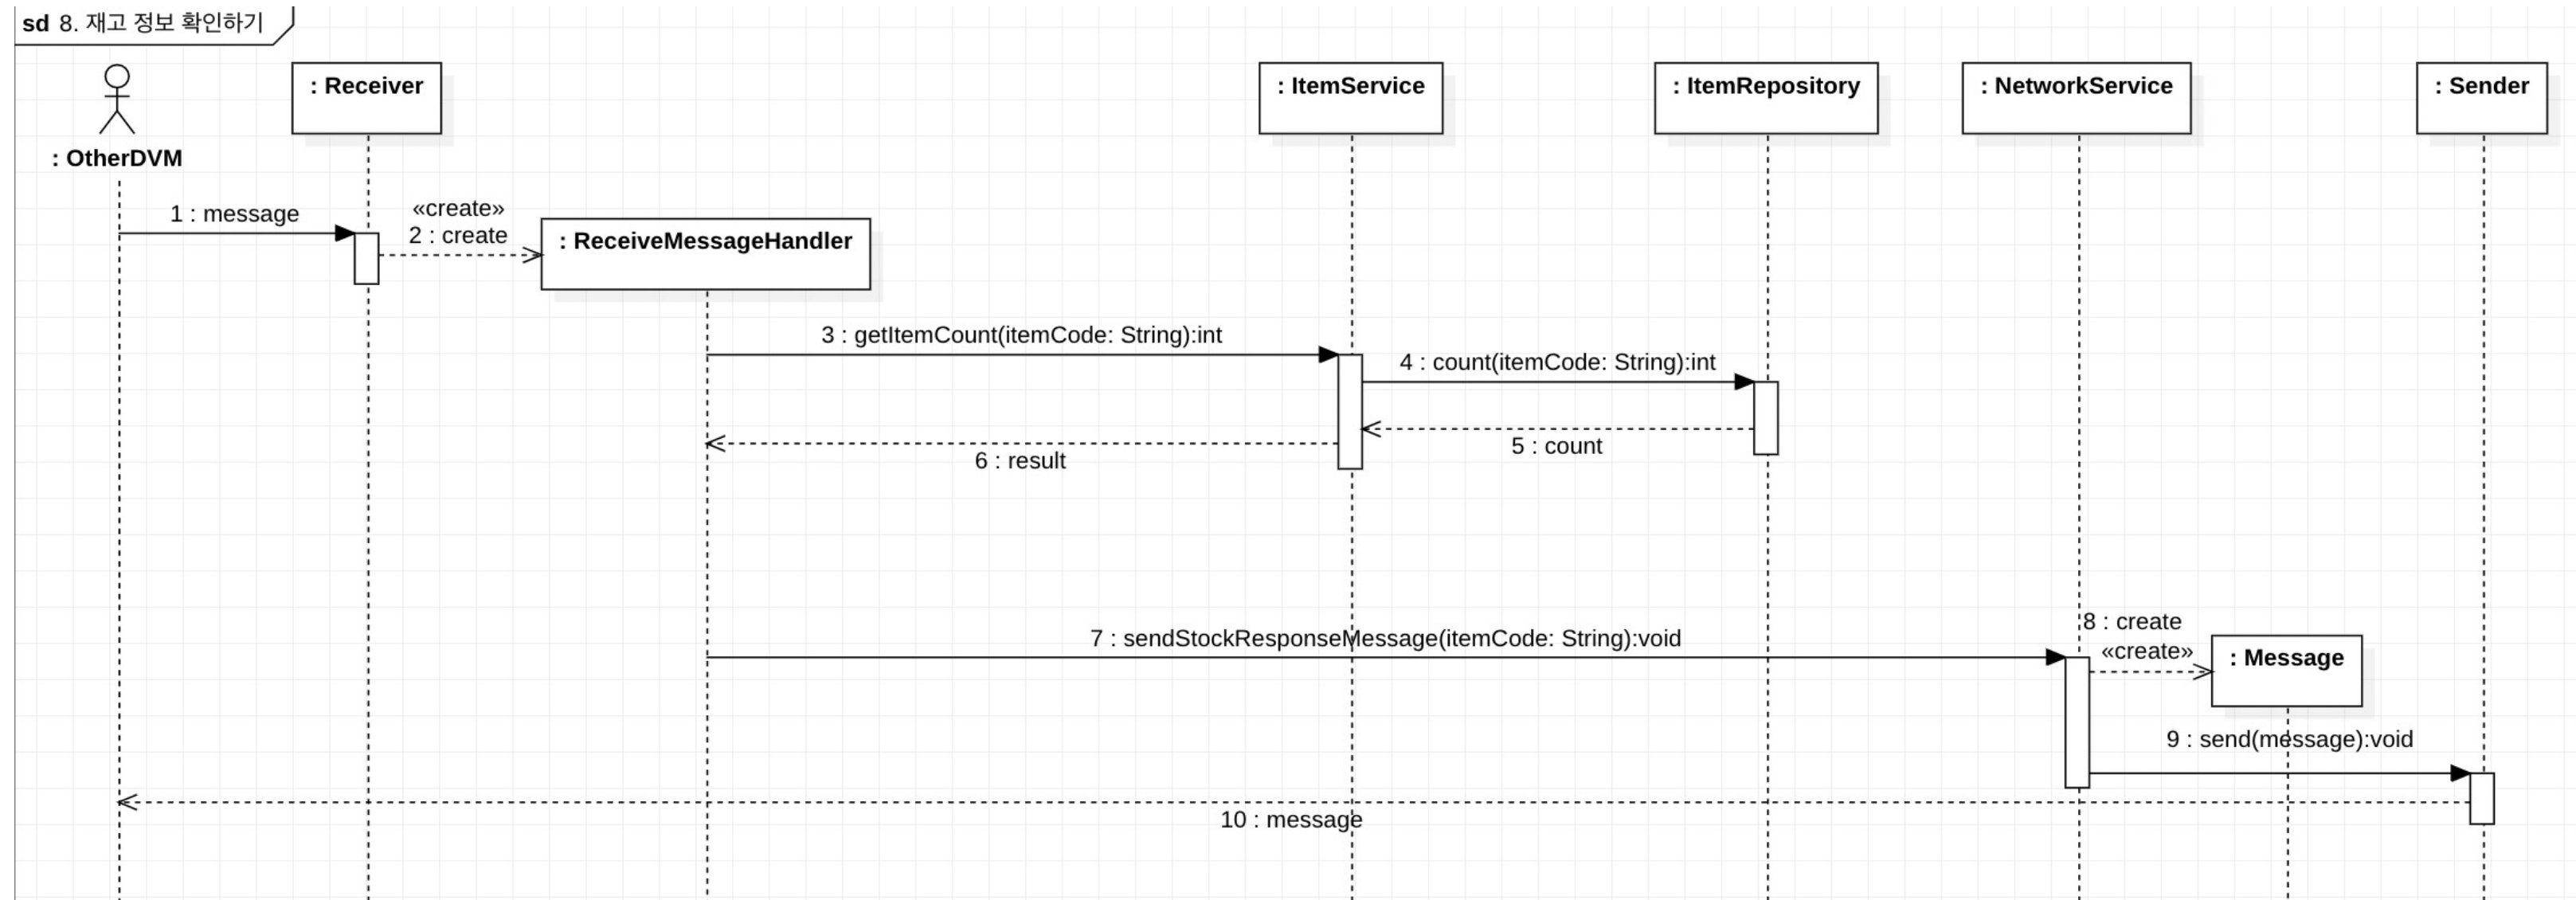 sd 8. 재고 정보 확인하기
: OtherDVM
: Receiver
: ItemService
: ItemRepository
: NetworkService
: Sender
1 : message
«create»
2 : create
: ReceiveMessageHandler
3 : getItemCount(itemCode: String):int
4 : count(itemCode: String):int
5 : count
6 : result
7 : sendStockResponseMessage(itemCode: String):void
8 : create
«create»
: Message
9 : send(message):void
10 : message